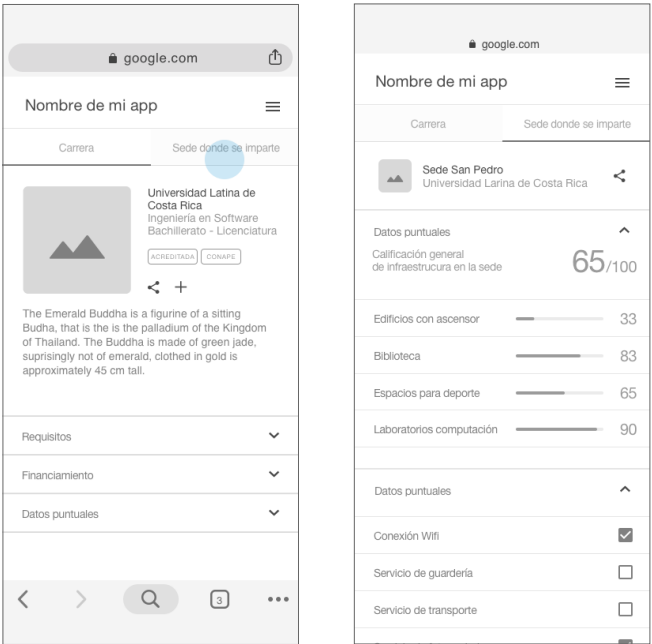 google.com
Nombre de mi app
Carrera
Sede donde se imparte
Universidad Latina de
Costa Rica
Ingeniería en Software
Bachillerato - Licenciatura
ACREDITADA
CONAPE
The Emerald Buddha is a figurine of a sitting
Budha, that is the is the palladium of the Kingdom
of Thailand. The Buddha is made of green jade,
suprisingly not of emerald, clothed in gold is
approximately 45 cm tall.
Requisitos
Financiamiento
Datos puntuales
3
google.com
Nombre de mi app
Carrera
Sede donde se imparte
Sede San Pedro
Universidad Larina de Costa Rica
Datos puntuales
Calificación general
de infraestrucura en la sede
65/100
Edificios con ascensor 33
Biblioteca 83
Espacios para deporte 65
Laboratorios computación 90
Datos puntuales
Conexión Wifi
Servicio de guardería
Servicio de transporte